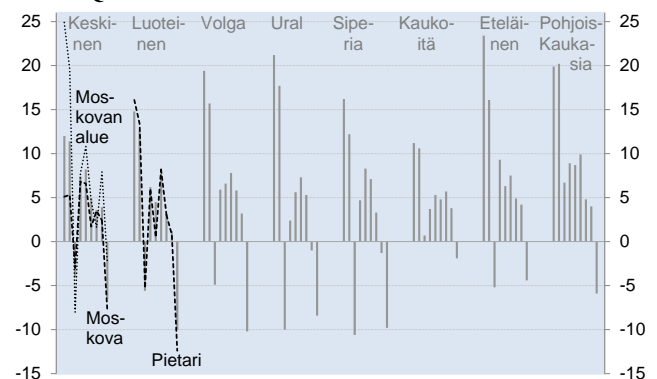 Keski-
nen
Luotei-
nen
Volga
Ural
Sipe-
ria
Kauko-
itä
Eteläi-
nen
Pohjois-
Kauka-
sia
25
20
15
10
5
0
-5
-10
-15
Mos-
kovan
alue
Mos-
kova
Pietari
25
20
15
10
5
0
-5
-10
-15